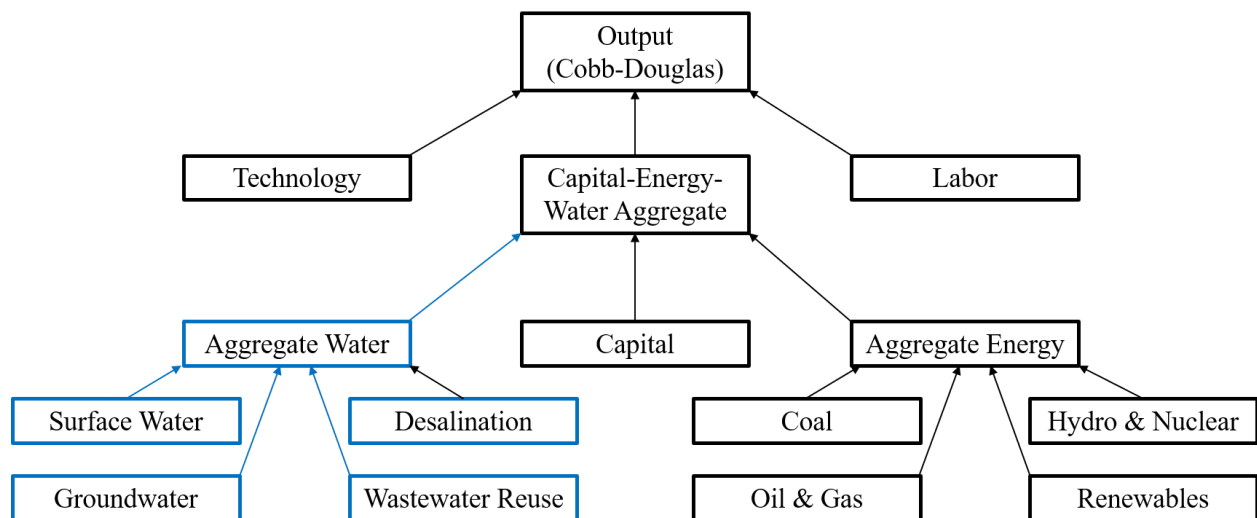 Output
(Cobb-Douglas)
Technology
Capital-Energy-
Water Aggregate
Labor
Aggregate Water
Capital
Aggregate Energy
Surface Water
Desalination
Coal
Hydro & Nuclear
Groundwater
Wastewater Reuse
Oil & Gas
Renewables